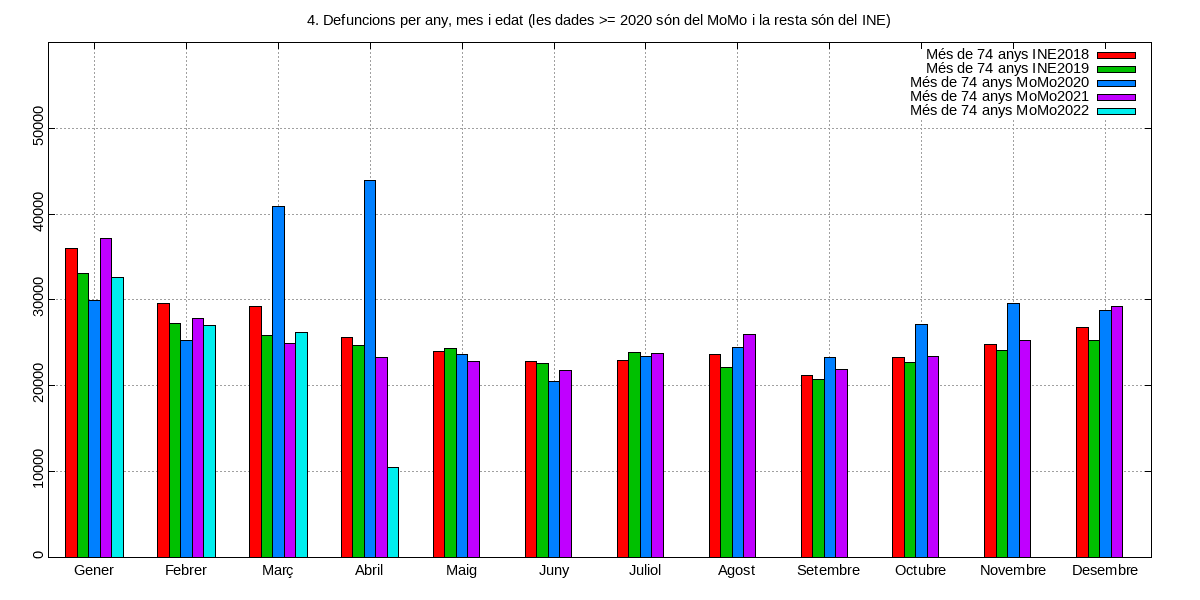 4. Defuncions per any, mes i edat (les dades >= 2020 són del MoMo i la resta són del INE)
Més de 74 anys INE2018
Més de 74 anys INE2019
Més de 74 anys MoMo2020
Més de 74 anys MoMo2021
Més de 74 anys MoMo2022
50000
40000
30000
20000
10000
0
Gener Febrer Març Abril Maig Juny Juliol Agost Setembre Octubre Novembre Desembre